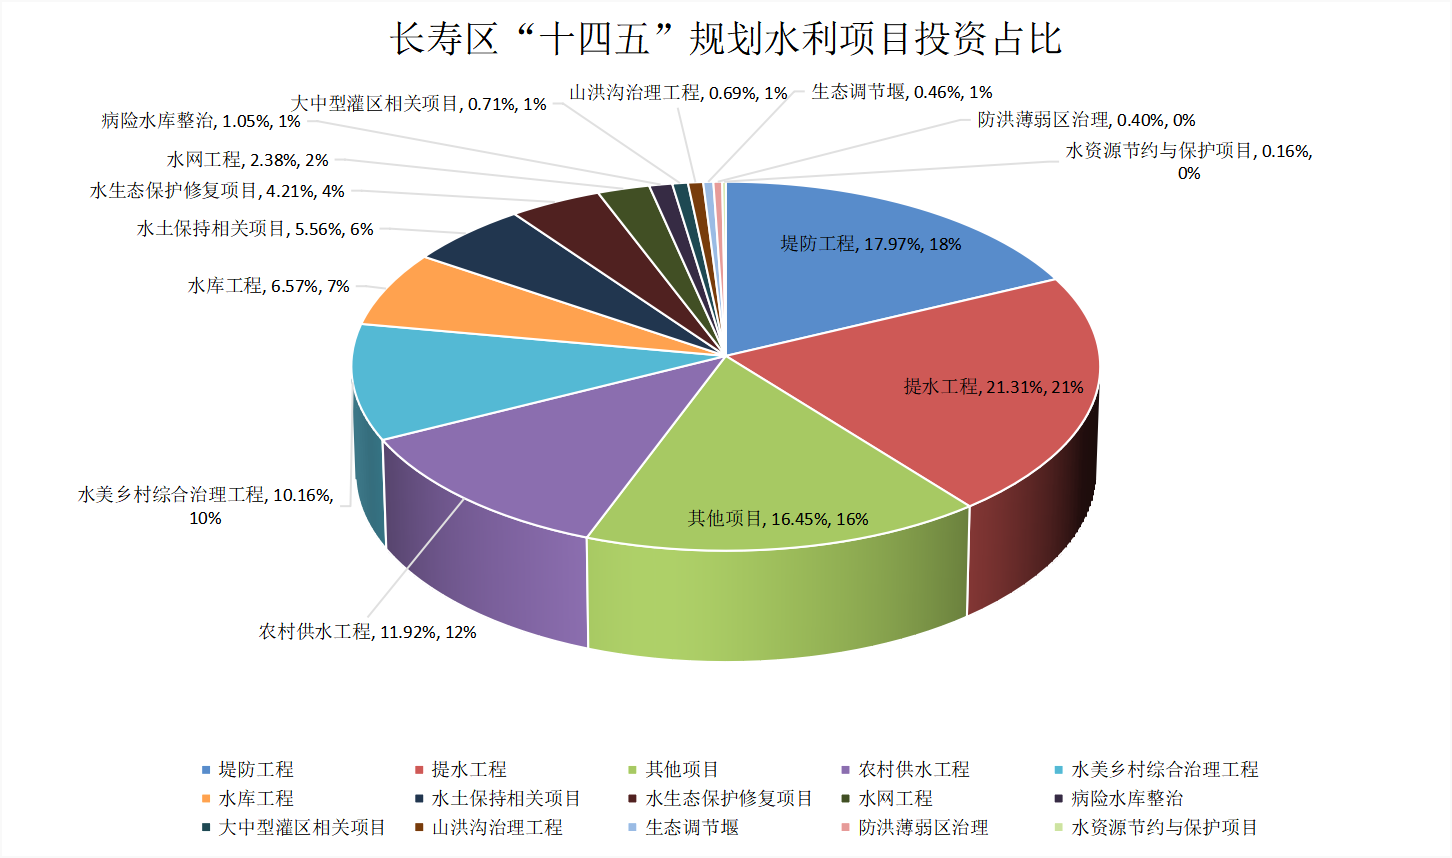 长寿区“十四五”规划水利项目投资占比
山洪沟治理工程, 0.69%, 1%
生态调节堰, 0.46%, 1%
大中型灌区相关项目, 0.71%, 1%
病险水库整治, 1.05%, 1%
防洪薄弱区治理, 0.40%, 0%
水网工程, 2.38%, 2%
水资源节约与保护项目, 0.16%,
0%
水生态保护修复项目, 4.21%, 4%
水土保持相关项目, 5.56%, 6%
堤防工程, 17.97%, 18%
水库工程, 6.57%, 7%
提水工程, 21.31%, 21%
水美乡村综合治理工程, 10.16%,
10%
其他项目, 16.45%, 16%
农村供水工程, 11.92%, 12%
堤防工程 提水工程 其他项目 农村供水工程 水美乡村综合治理工程
水库工程 水土保持相关项目 水生态保护修复项目 水网工程 病险水库整治
大中型灌区相关项目 山洪沟治理工程 生态调节堰 防洪薄弱区治理 水资源节约与保护项目